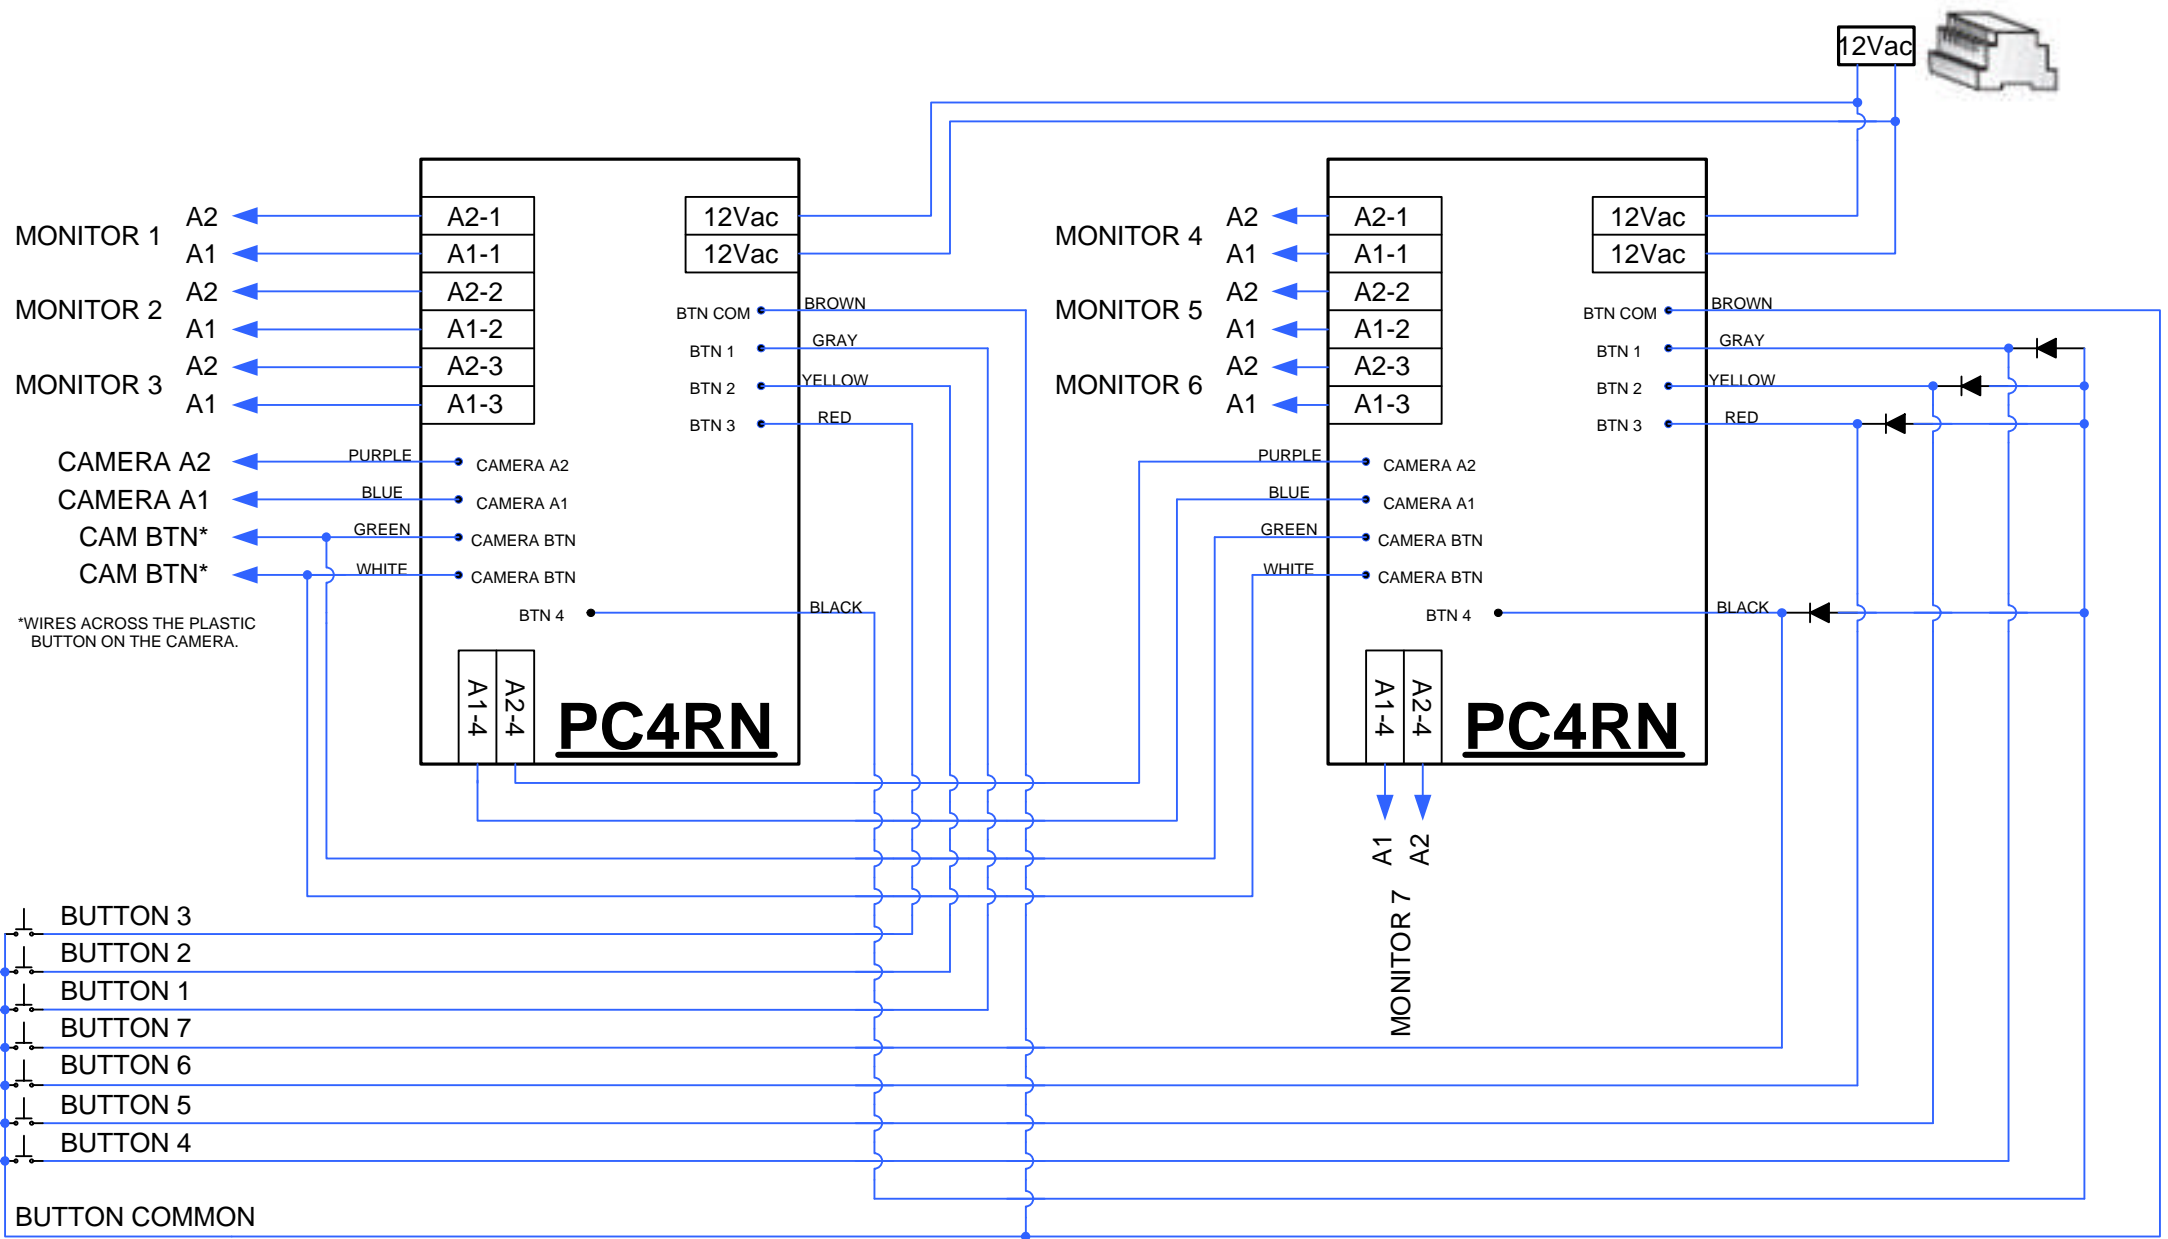 12Vac
MONITOR 1
A2
A1
MONITOR 2
A2
A1
MONITOR 3
A2
A1
CAMERA A2
CAMERA A1
CAM BTN*
CAM BTN*
*WIRES ACROSS THE PLASTIC
BUTTON ON THE CAMERA.
PURPLE
BLUE
GREEN
WHITE
A2-1
A1-1
A2-2
A1-2
A2-3
A1-3
CAMERA A2
CAMERA A1
CAMERA BTN
CAMERA BTN
BTN 4
A1-4
A2-4
PC4RN
12Vac
12Vac
BTN COM
BTN 1
BTN 2
BTN 3
BROWN
GRAY
YELLOW
RED
BLACK
MONITOR 4
A2
A1
MONITOR 5
A2
A1
MONITOR 6
A2
A1
PURPLE
BLUE
GREEN
WHITE
A2-1
A1-1
A2-2
A1-2
A2-3
A1-3
CAMERA A2
CAMERA A1
CAMERA BTN
CAMERA BTN
BTN 4
A1-4
A2-4
PC4RN
12Vac
12Vac
BTN COM
BTN 1
BTN 2
BTN 3
BROWN
GRAY
YELLOW
RED
BLACK
A1
A2
MONITOR 7
BUTTON 3
BUTTON 2
BUTTON 1
BUTTON 7
BUTTON 6
BUTTON 5
BUTTON 4
BUTTON COMMON